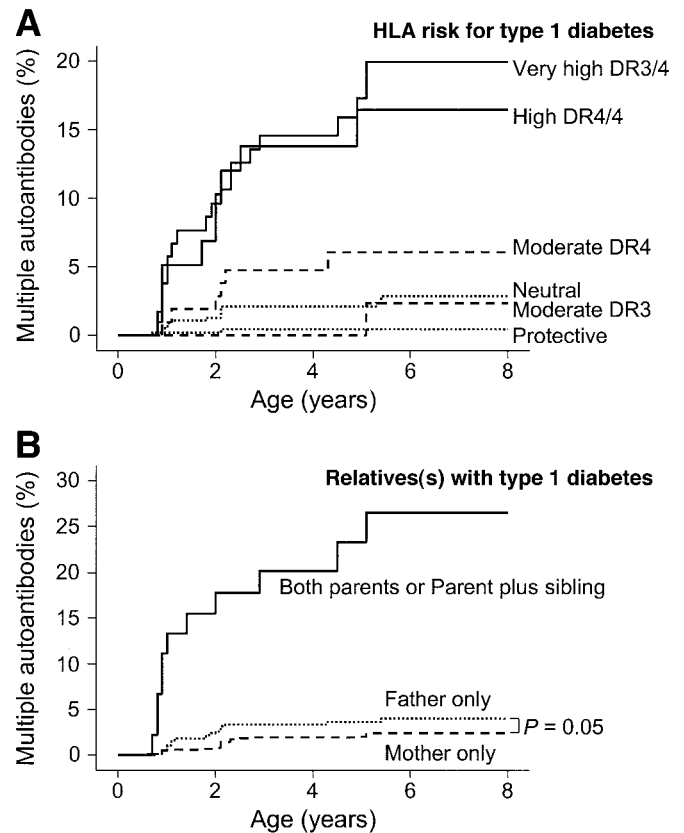 A
HLA risk for type 1 diabetes
Multiple autoantibodies (%)
20
15
10
5
0
Very high DR3/4
High DR4/4
Moderate DR4
Neutral
Moderate DR3
Protective
0 2 4 6 8
Age (years)
B
Relatives(s) with type 1 diabetes
Multiple autoantibodies (%)
30
25
20
15
10
5
0
Both parents or Parent plus sibling
Father only
P = 0.05
Mother only
0 2 4 6 8
Age (years)